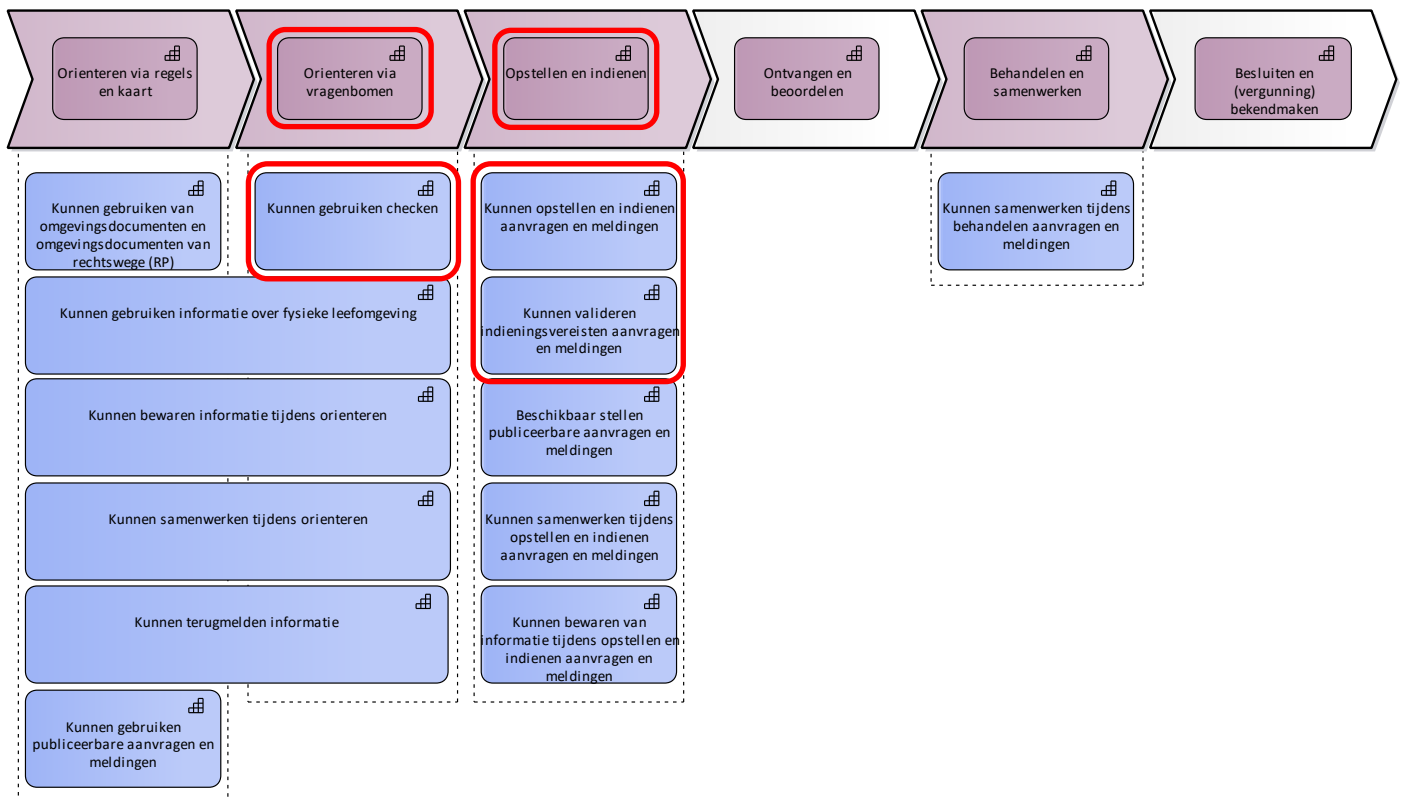 Orienteren via regels
en kaart
Orienteren via
vragenbomen
Opstellen en indienen
Ontvangen en
beoordelen
Behandelen en
samenwerken
Besluiten en
(vergunning)
bekendmaken
Kunnen gebruiken van
omgevingsdocumenten en
omgevingsdocumenten van
rechtswege (RP)
Kunnen gebruiken checken
Kunnen opstellen en indienen
aanvragen en meldingen
Kunnen samenwerken tijdens
behandelen aanvragen en
meldingen
Kunnen gebruiken informatie over fysieke leefomgeving
Kunnen valideren
indieningsvereisten aanvragen
en meldingen
Kunnen bewaren informatie tijdens orienteren
Beschikbaar stellen
publiceerbare aanvragen en
meldingen
Kunnen samenwerken tijdens orienteren
Kunnen samenwerken tijdens
opstellen en indienen
aanvragen en meldingen
Kunnen terugmelden informatie
Kunnen bewaren van
informatie tijdens opstellen en
indienen aanvragen en
meldingen
Kunnen gebruiken
publiceerbare aanvragen en
meldingen